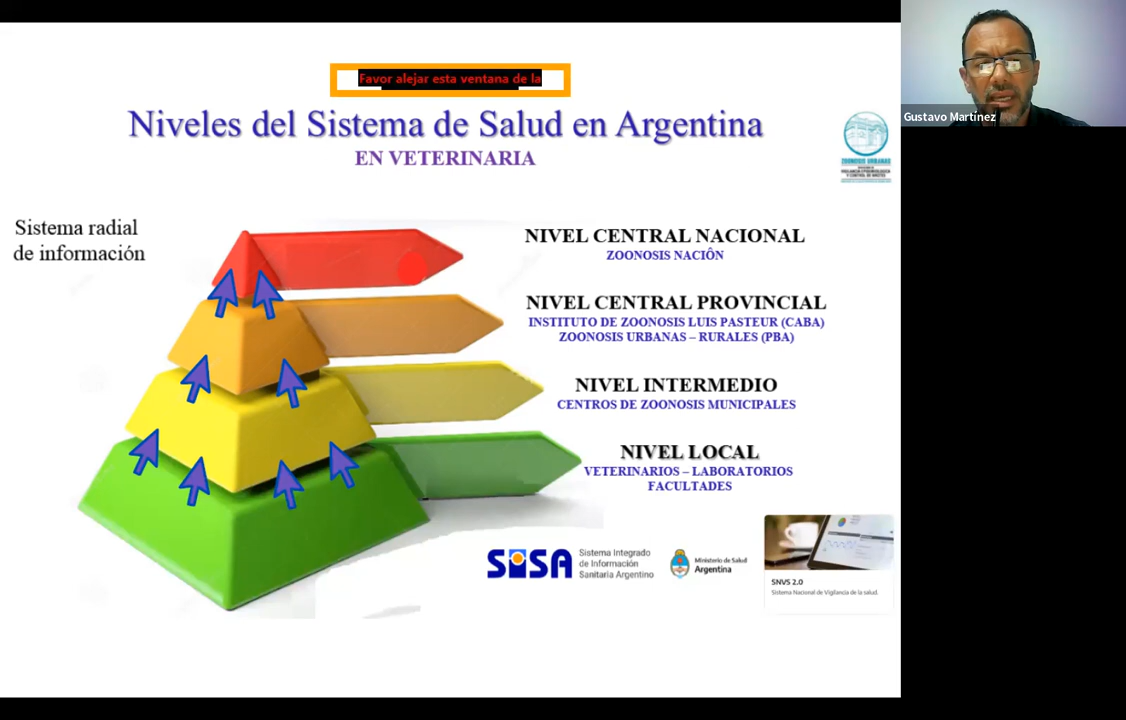 Favor alejar esta ventana de la
Gustavo Martínez
Niveles del Sistema de Salud en Argentina
EN VETERINARIA
ZOONOSIS URBANAS
Sistema radial
de información
NIVEL CENTRAL NACIONAL
ZOONOSIS NACIÔN
NIVEL CENTRAL PROVINCIAL
INSTITUTO DE ZOONOSIS LUIS PASTEUR (CABA)
ZOONOSIS URBANAS – RURALES (PBA)
NIVEL INTERMEDIO
CENTROS DE ZOONOSIS MUNICIPALES
NIVEL LOCAL
VETERINARIOS – LABORATORIOS
FACULTADES
SISA
Sistema Integrado
de Información
Sanitaria Argentino
Ministerio de Salud
Argentina
SNVS 2.0
Sistema Nacional de Vigilancia de la salud.